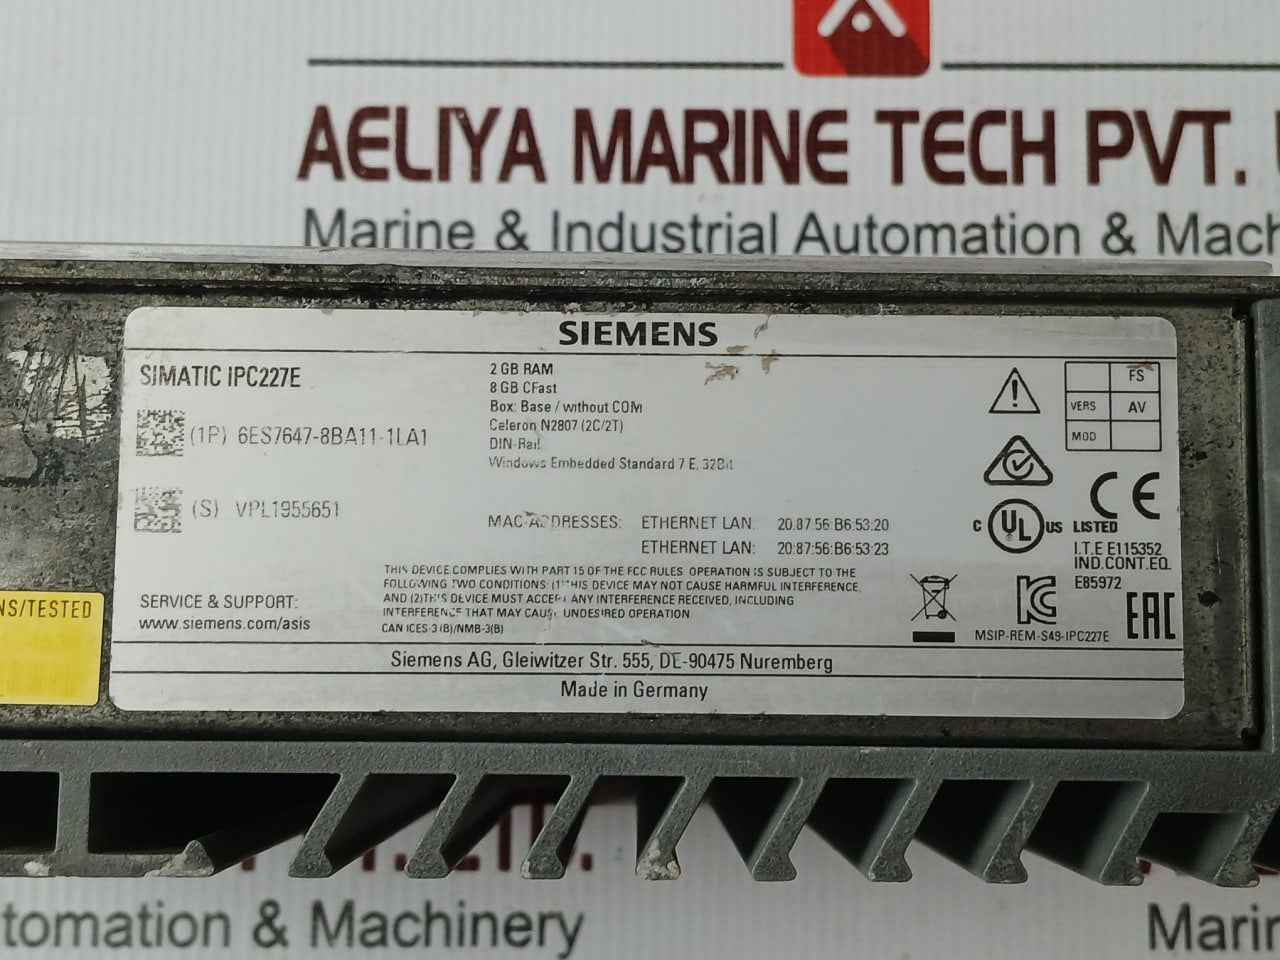 AELIYA MARINE TECH PVT.
Marine & Industrial Automation & Mach
SIEMENS
SIMATIC IPC227E
(1P) 6ES7647-8BA11-1LA1
(S) VPL1955651
2 GB RAM
8 GB CFast
Box: Base / without COM
Celeron N2807 (2C/2T)
DIN-Rail
Windows Embedded Standard 7 E, 32Bit
MAC-ADDRESSES: ETHERNET LAN: 20:87:56:B6:53:20
ETHERNET LAN: 20:87:56:B6:53:23
THIS DEVICE COMPLIES WITH PART 15 OF THE FCC RULES. OPERATION IS SUBJECT TO THE
FOLLOWING TWO CONDITIONS: (1)THIS DEVICE MAY NOT CAUSE HARMFUL INTERFERENCE,
AND (2)THIS DEVICE MUST ACCEPT ANY INTERFERENCE RECEIVED, INCLUDING
INTERFERENCE THAT MAY CAUSE UNDESIRED OPERATION.
CAN ICES-3 (B)/NMB-3(B)
SERVICE & SUPPORT:
www.siemens.com/asis
FS
VERS AV
MOD
CE
C UL US LISTED
I.T.E E115352
IND.CONT.EQ.
E85972
KC
EAC
MSIP-REM-S49-IPC227E
Siemens AG, Gleiwitzer Str. 555, DE-90475 Nuremberg
Made in Germany
NS/TESTED
tomation & Machinery
Marin